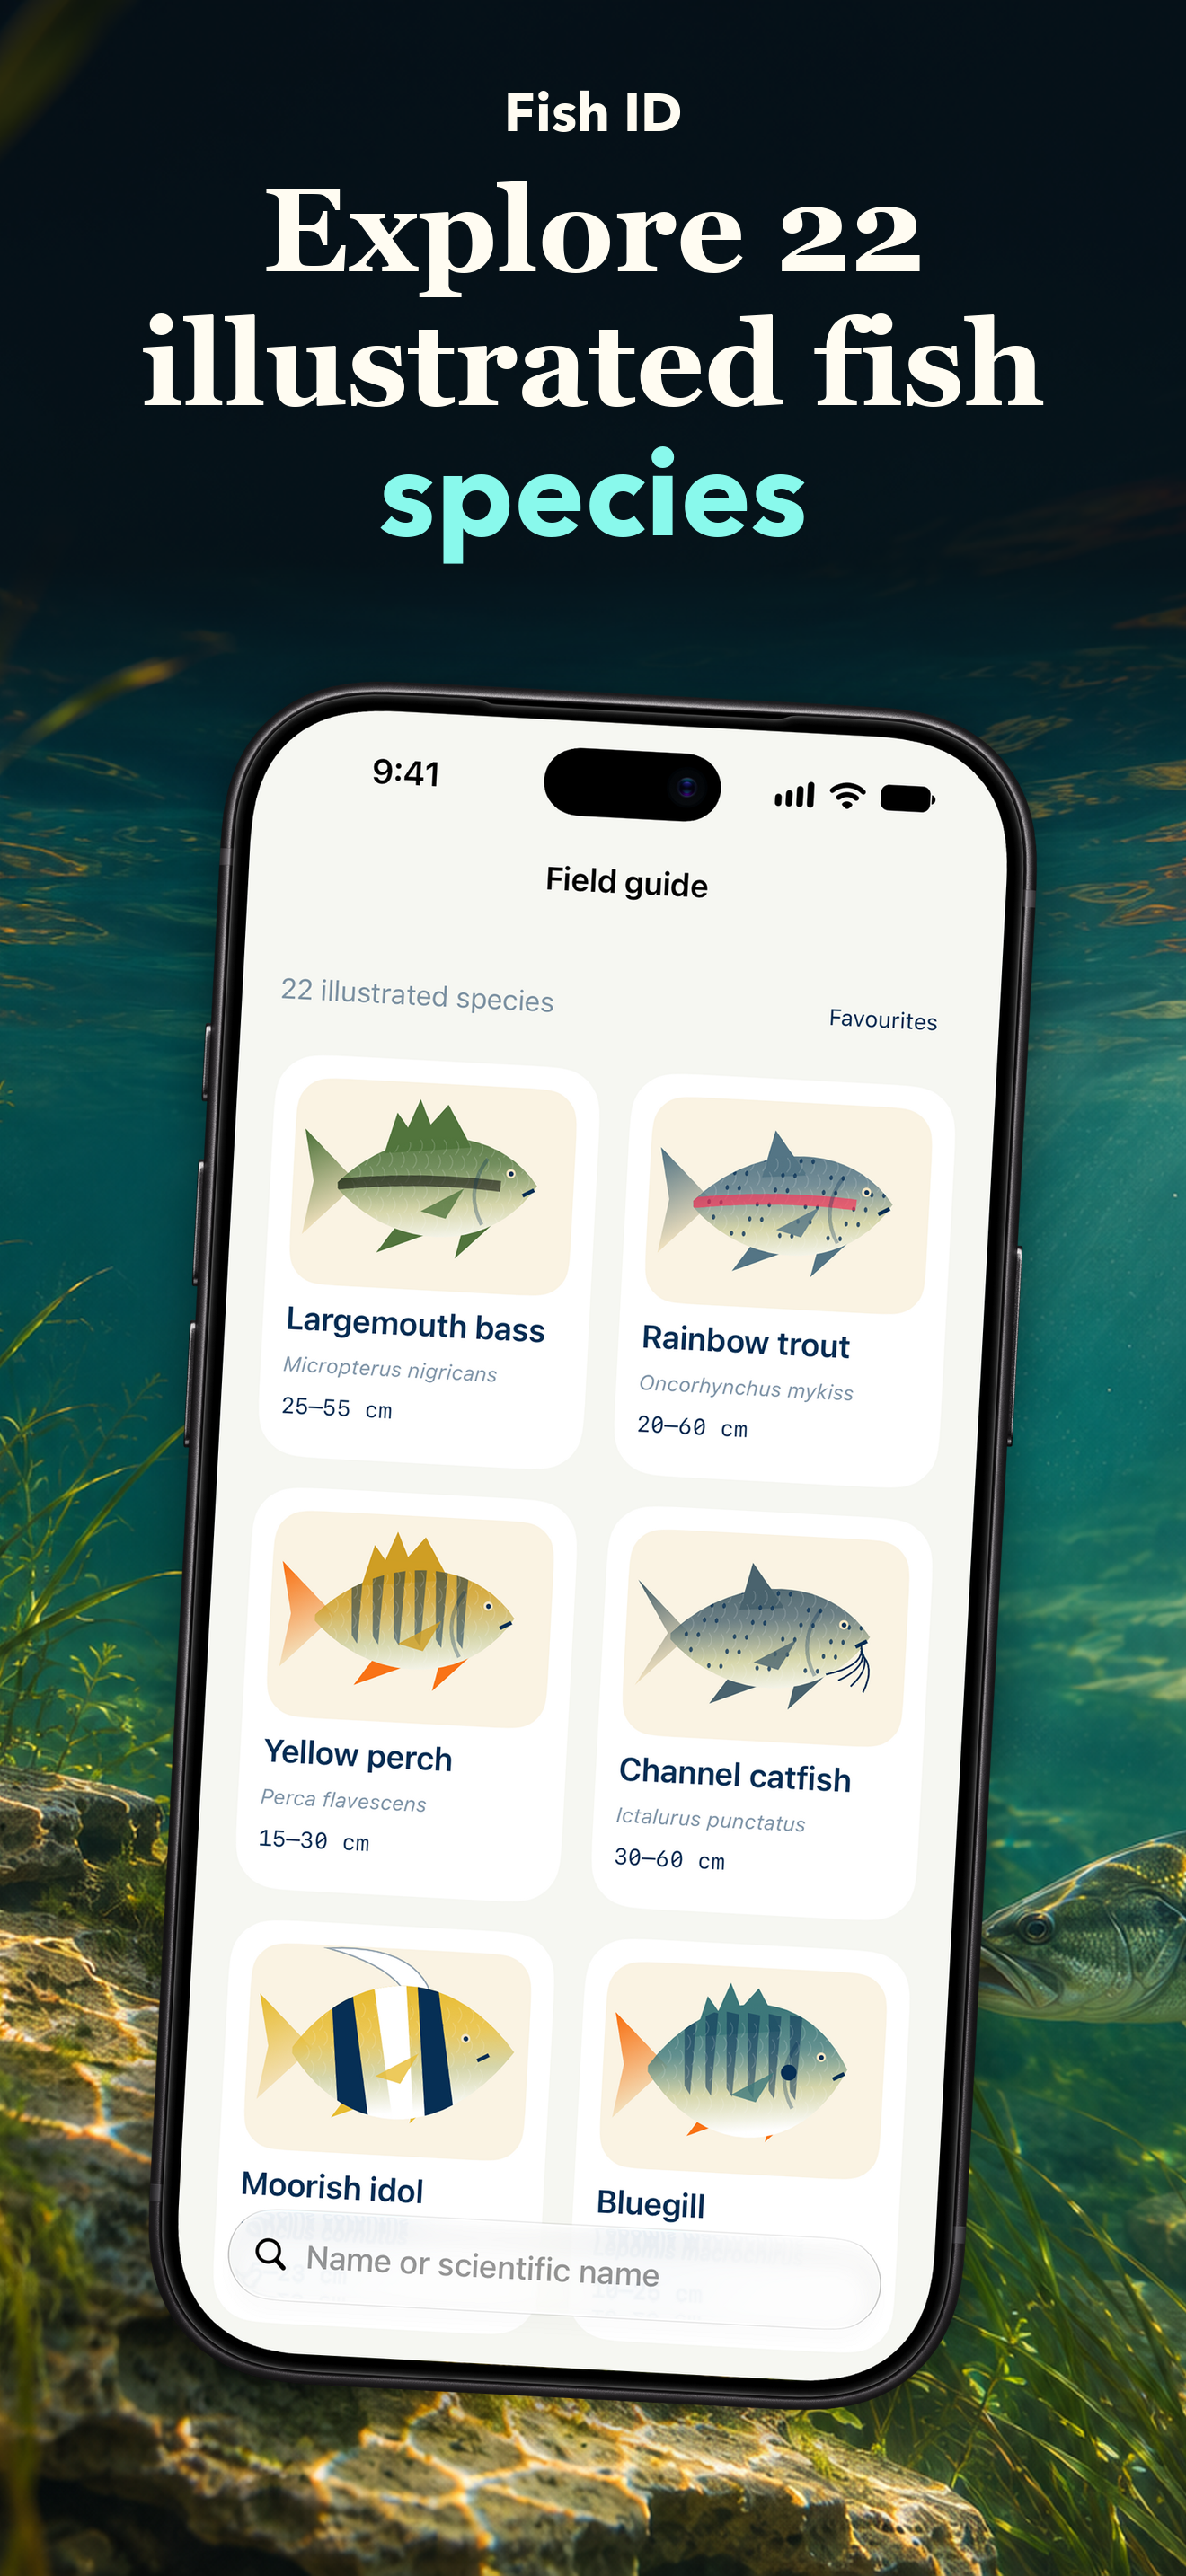 Fish ID
Explore 22
illustrated fish
species
9:41
Field guide
22 illustrated species
Favourites
Largemouth bass
Micropterus nigricans
25–55 cm
Rainbow trout
Oncorhynchus mykiss
20–60 cm
Yellow perch
Perca flavescens
15–30 cm
Channel catfish
Ictalurus punctatus
30–60 cm
Moorish idol
Bluegill
Name or scientific name